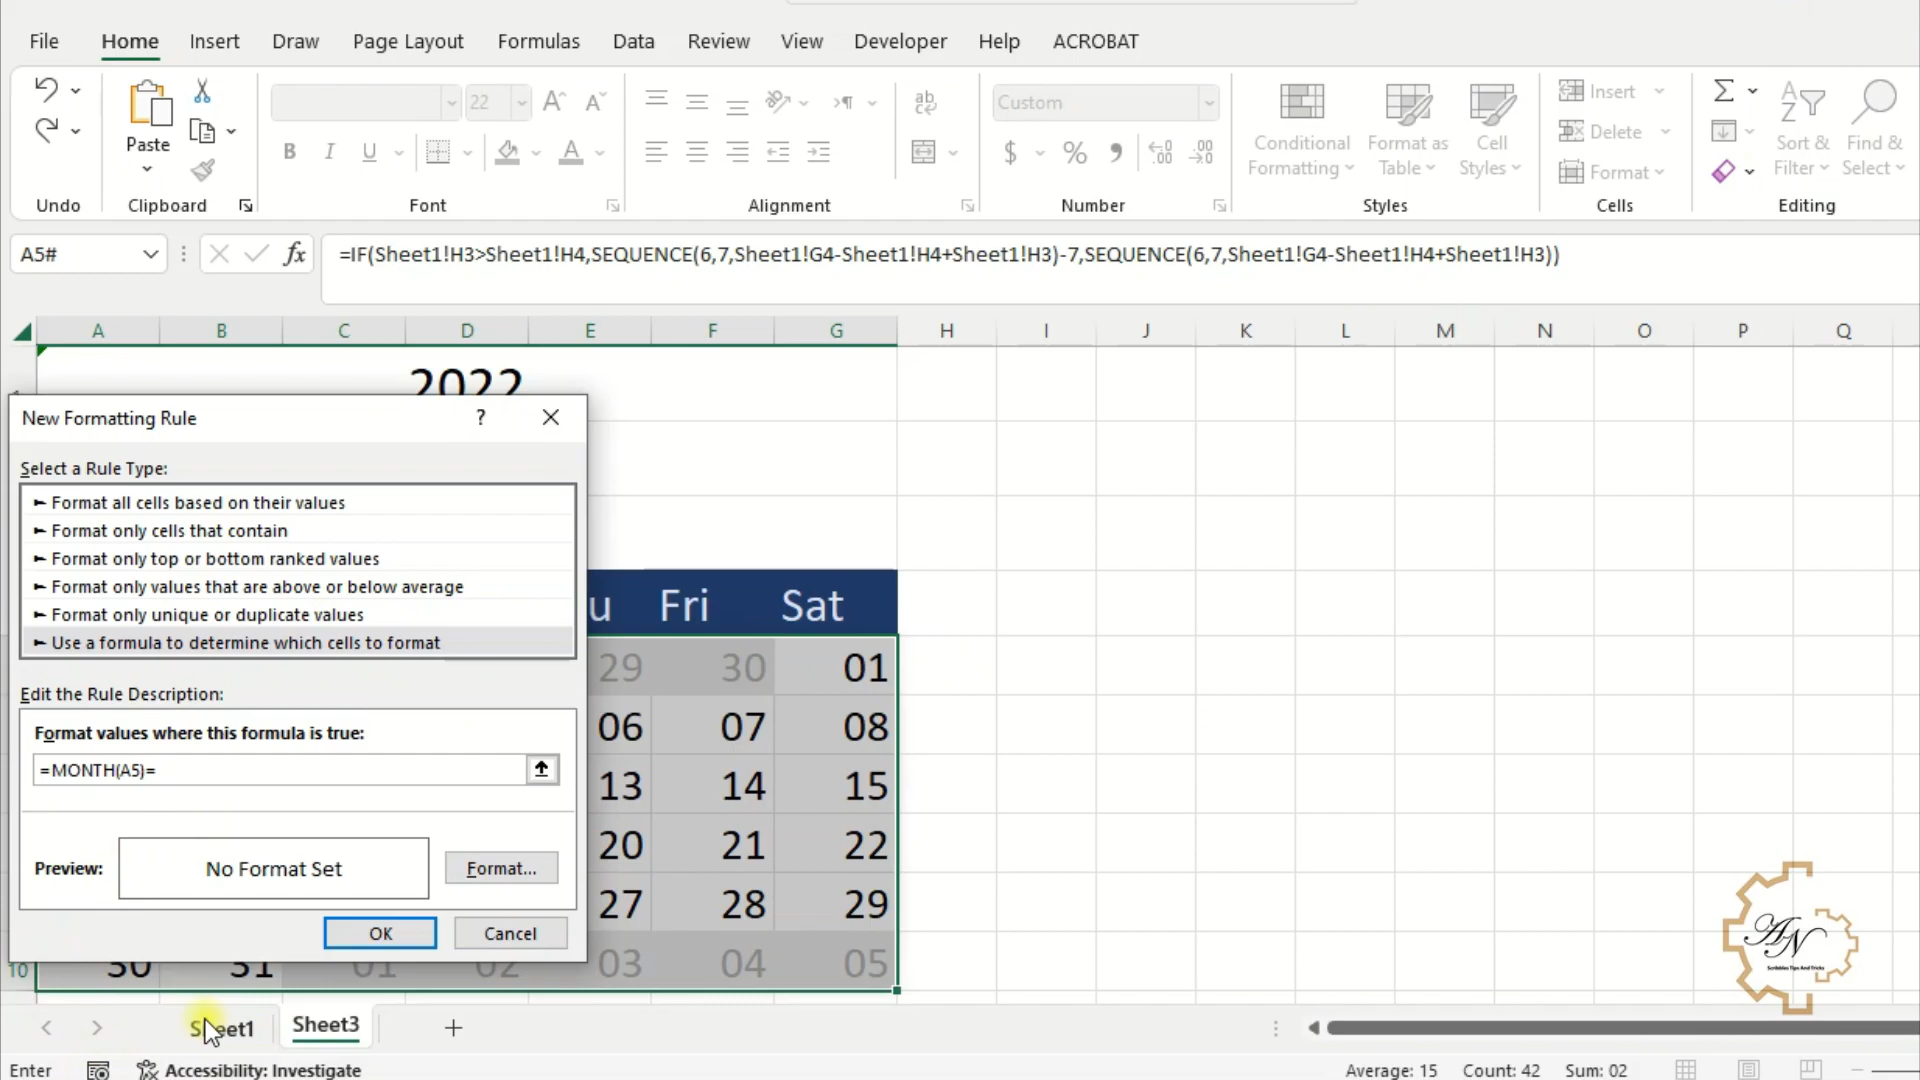 File Home Insert Draw Page Layout Formulas Data Review View Developer Help ACROBAT
Paste
22
B I U A
ab
Custom
$ %
Conditional Formatting
Format as Table
Cell Styles
Insert
Delete
Format
Sort & Filter
Find & Select
Undo Clipboard Font Alignment Number Styles Cells Editing
A5# fx =IF(Sheet1!H3>Sheet1!H4,SEQUENCE(6,7,Sheet1!G4-Sheet1!H4+Sheet1!H3)-7,SEQUENCE(6,7,Sheet1!G4-Sheet1!H4+Sheet1!H3))
A B C D E F G H I J K L M N O P Q
2022
New Formatting Rule ? 
Select a Rule Type:
► Format all cells based on their values
► Format only cells that contain
► Format only top or bottom ranked values
► Format only values that are above or below average
► Format only unique or duplicate values
► Use a formula to determine which cells to format
Edit the Rule Description:
Format values where this formula is true:
=MONTH(A5)=
Preview: No Format Set Format...
OK Cancel
u Fri Sat
29 30 01
06 07 08
13 14 15
20 21 22
27 28 29
10 30 31 01 02 03 04 05
AN
Scribbles Tips And Tricks
Sheet1 Sheet3 +
Enter Accessibility: Investigate Average: 15 Count: 42 Sum: 02